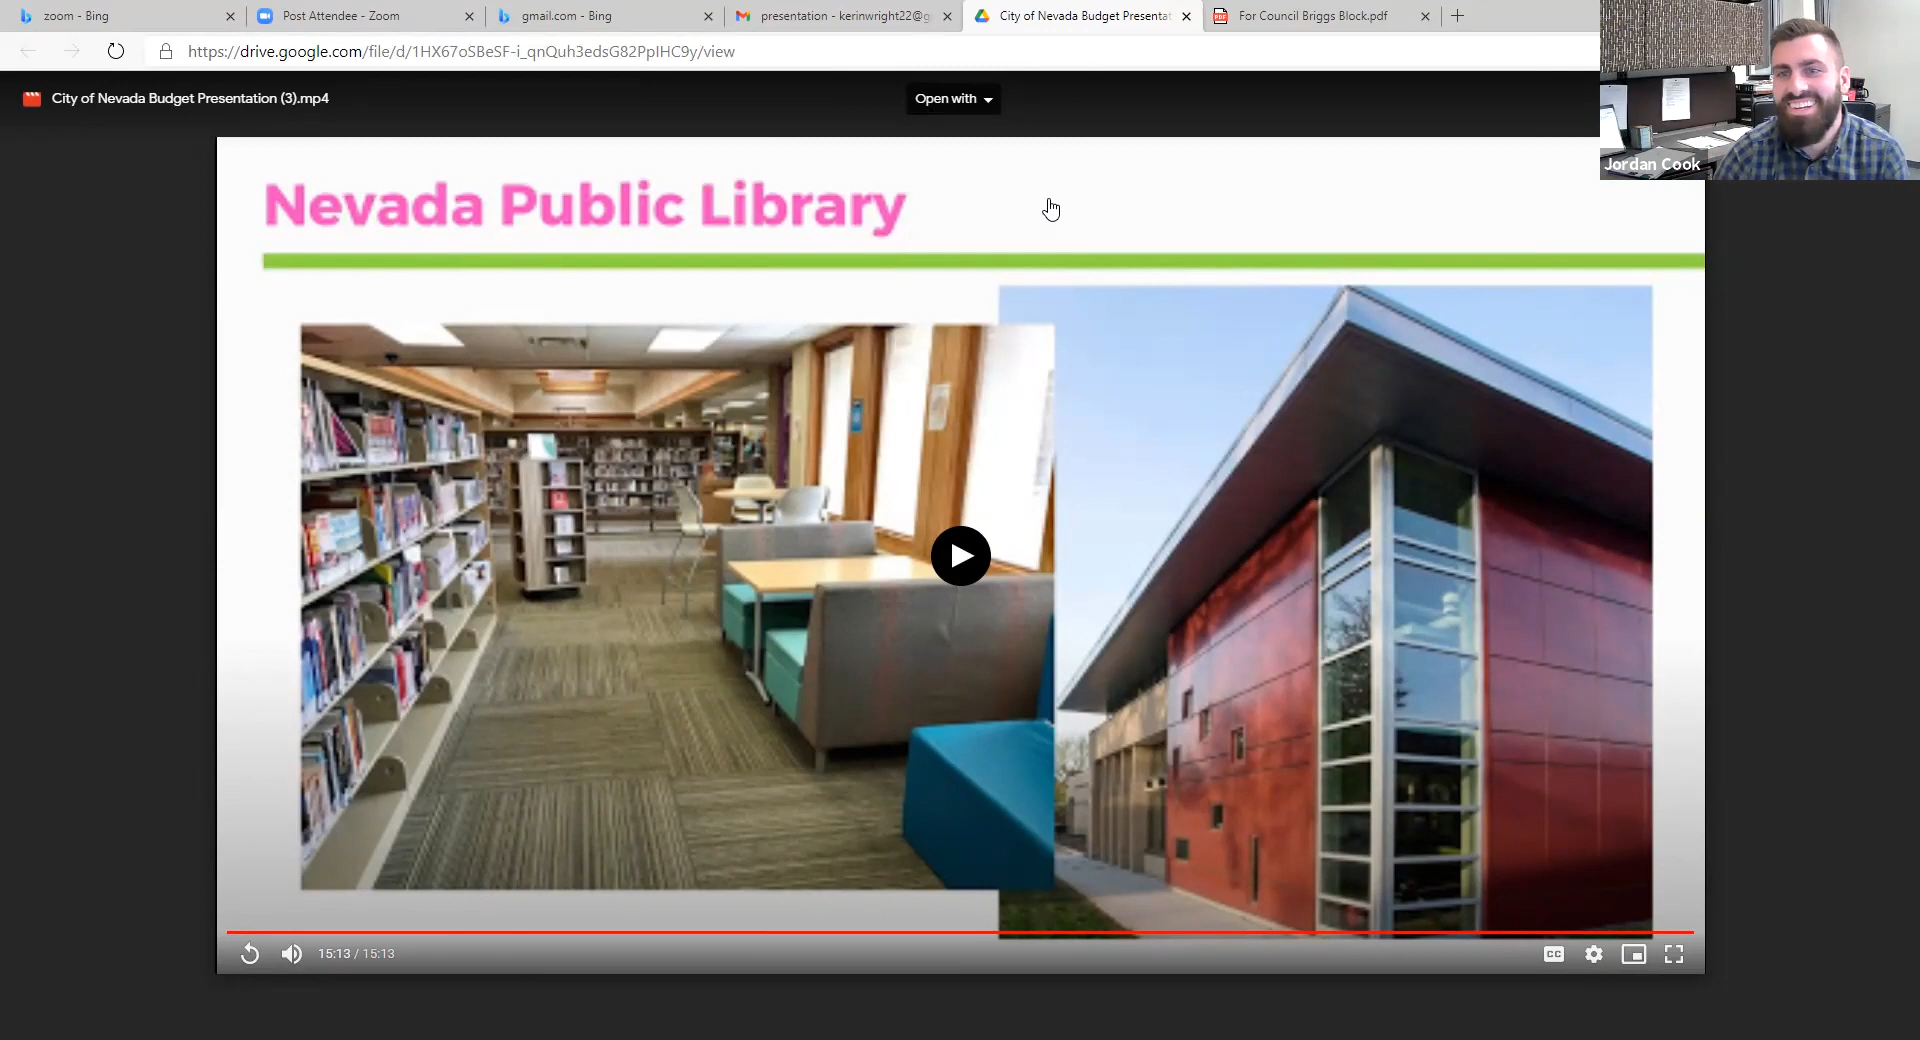 zoom - Bing
Post Attendee - Zoom
gmail.com - Bing
presentation - kerinwright22@g
City of Nevada Budget Presentat
For Council Briggs Block.pdf
https://drive.google.com/file/d/1HX67oSBeSF-i_qnQuh3edsG82PpIHC9y/view
City of Nevada Budget Presentation (3).mp4
Open with
Jordan Cook
Nevada Public Library
15:13 / 15:13
CC